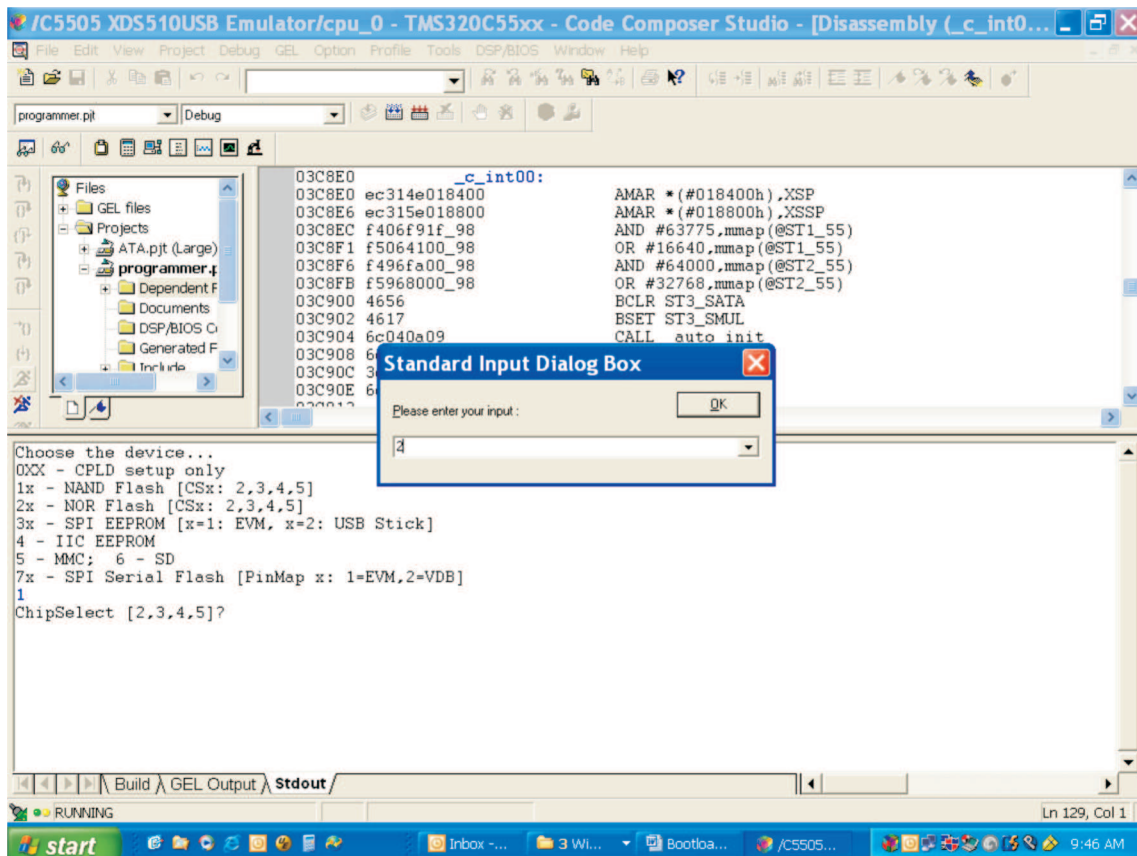 /C5505 XDS510USB Emulator/cpu_0 - TMS320C55xx - Code Composer Studio - [Disassembly (_c_int0...
File Edit View Project Debug GEL Option Profile Tools DSP/BIOS Window Help
programmer.pjt Debug
Files
GEL files
Projects
ATA.pjt (Large)
programmer.p
Dependent F
Documents
DSP/BIOS C
Generated F
Include
03C8E0 _c_int00:
03C8E0 ec314e018400 AMAR *(#018400h),XSP
03C8E6 ec315e018800 AMAR *(#018800h),XSSP
03C8EC f406f91f_98 AND #63775,mmap(@ST1_55)
03C8F1 f5064100_98 OR #16640,mmap(@ST1_55)
03C8F6 f496fa00_98 AND #64000,mmap(@ST2_55)
03C8FB f5968000_98 OR #32768,mmap(@ST2_55)
03C900 4656 BCLR ST3_SATA
03C902 4617 BSET ST3_SMUL
03C904 6c040a09 CALL auto init
03C908 6
03C90C 3
03C90E 6
Standard Input Dialog Box
Please enter your input :
OK
2
Choose the device...
0XX - CPLD setup only
1x - NAND Flash [CSx: 2,3,4,5]
2x - NOR Flash [CSx: 2,3,4,5]
3x - SPI EEPROM [x=1: EVM, x=2: USB Stick]
4 - IIC EEPROM
5 - MMC; 6 - SD
7x - SPI Serial Flash [PinMap x: 1=EVM,2=VDB]
1
ChipSelect [2,3,4,5]?
Build GEL Output Stdout
RUNNING
Ln 129, Col 1
start Inbox -... 3 Wi... Bootloa... /C5505... 9:46 AM